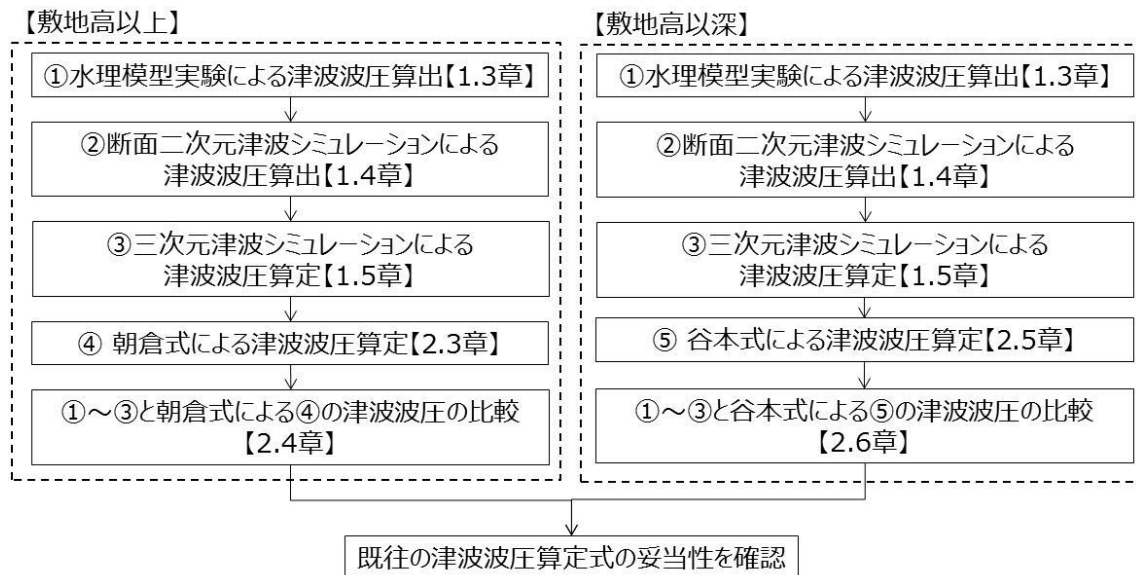 【敷地高以上】
①水理模型実験による津波波圧算出【1.3章】
②断面二次元津波シミュレーションによる
津波波圧算出【1.4章】
③三次元津波シミュレーションによる
津波波圧算定【1.5章】
④ 朝倉式による津波波圧算定【2.3章】
①～③と朝倉式による④の津波波圧の比較
【2.4章】
【敷地高以深】
①水理模型実験による津波波圧算出【1.3章】
②断面二次元津波シミュレーションによる
津波波圧算出【1.4章】
③三次元津波シミュレーションによる
津波波圧算定【1.5章】
⑤ 谷本式による津波波圧算定【2.5章】
①～③と谷本式による⑤の津波波圧の比較
【2.6章】
既往の津波波圧算定式の妥当性を確認